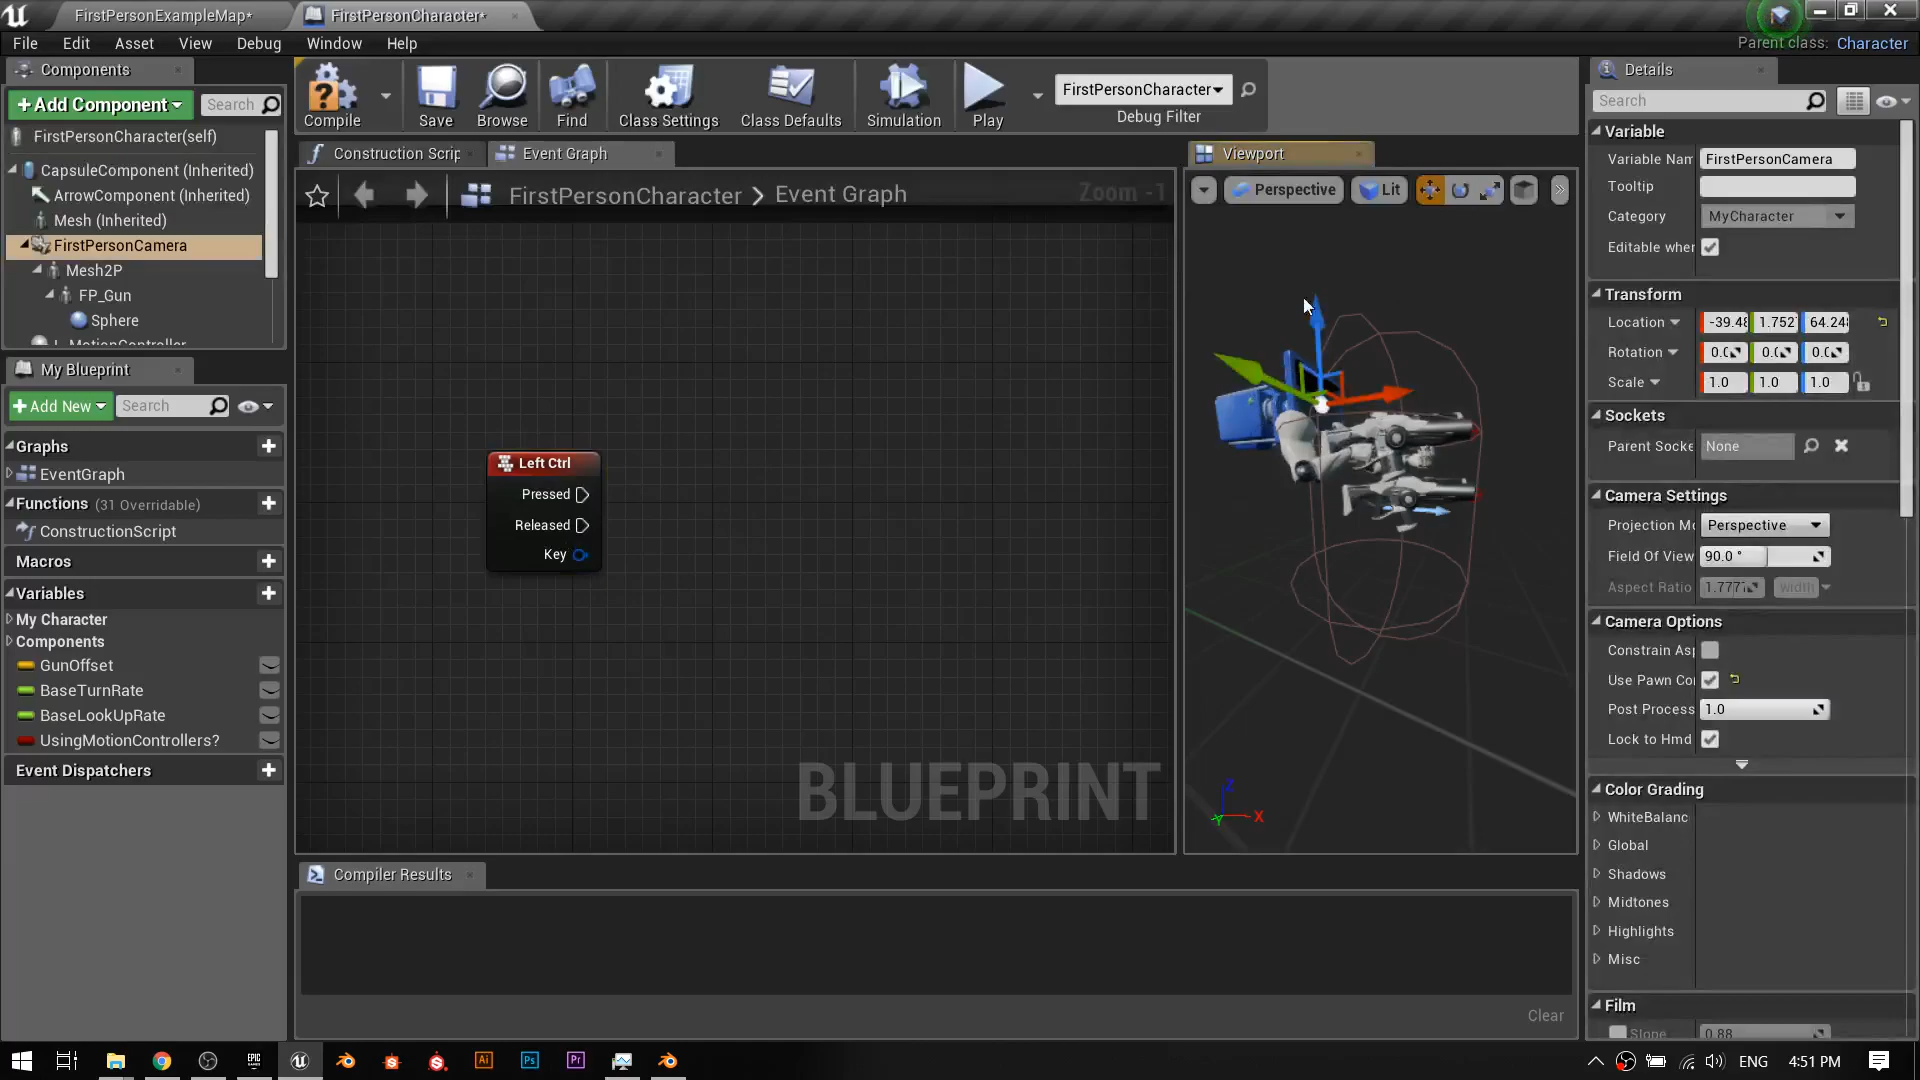 FirstPersonExampleMap*
FirstPersonCharacter*
File Edit Asset View Debug Window Help
Parent class: Character
Components
+Add Component
Search
FirstPersonCharacter(self)
CapsuleComponent (Inherited)
ArrowComponent (Inherited)
Mesh (Inherited)
FirstPersonCamera
Mesh2P
FP_Gun
Sphere
My Blueprint
+Add New
Search
Graphs
EventGraph
Functions (31 Overridable)
ConstructionScript
Macros
Variables
My Character
Components
GunOffset
BaseTurnRate
BaseLookUpRate
UsingMotionControllers?
Event Dispatchers
Compile
Save
Browse
Find
Class Settings
Class Defaults
Simulation
Play
FirstPersonCharacter
Debug Filter
Construction Scrip
Event Graph
FirstPersonCharacter > Event Graph
Zoom -1
Left Ctrl
Pressed
Released
Key
BLUEPRINT
Viewport
Perspective
Lit
Z
X
Y
Compiler Results
Clear
Details
Search
Variable
Variable Nam FirstPersonCamera
Tooltip
Category MyCharacter
Editable wher
Transform
Location -39.48 1.752 64.24
Rotation 0.0 0.0 0.0
Scale 1.0 1.0 1.0
Sockets
Parent Socke None
Camera Settings
Projection Mo Perspective
Field Of View 90.0 °
Aspect Ratio 1.777 width
Camera Options
Constrain Asp
Use Pawn Co
Post Process 1.0
Lock to Hmd
Color Grading
WhiteBalanc
Global
Shadows
Midtones
Highlights
Misc
Film
Slope 0.88
EPIC
Ai
Ps
Pr
ENG
4:51 PM